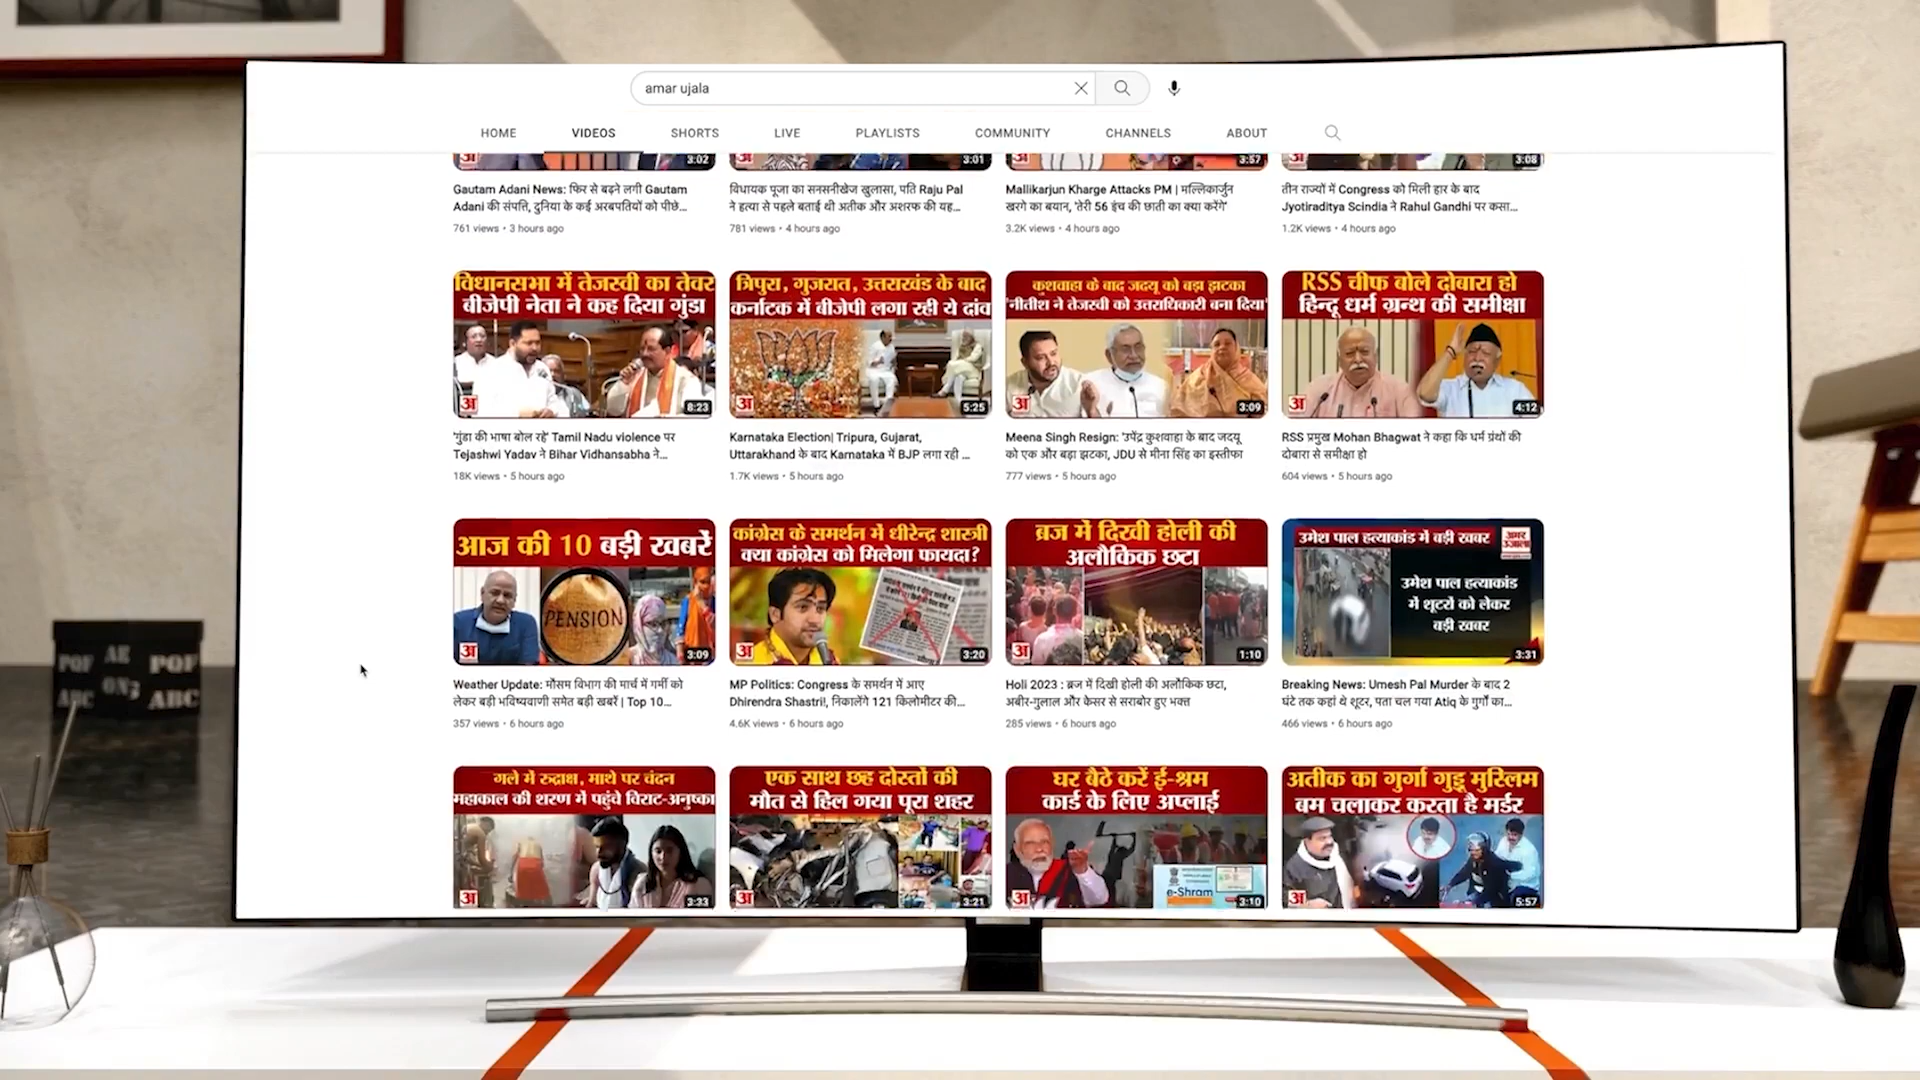 amar ujala
HOME VIDEOS SHORTS LIVE PLAYLISTS COMMUNITY CHANNELS ABOUT
3:02
3:01
3:57
3:08
Gautam Adani News: फिर से बढ़ने लगी Gautam
Adani की संपत्ति, दुनिया के कई अरबपतियों को पीछे...
761 views • 3 hours ago
विधायक पूजा का सनसनीखेज खुलासा, पति Raju Pal
ने हत्या से पहले बताई थी अतीक और अशरफ की यह...
781 views • 4 hours ago
Mallikarjun Kharge Attacks PM | मल्लिकार्जुन
खरगे का बयान, 'तेरी 56 इंच की छाती का क्या करेंगे'
3.2K views • 4 hours ago
तीन राज्यों में Congress को मिली हार के बाद
Jyotiraditya Scindia ने Rahul Gandhi पर कसा...
1.2K views • 4 hours ago
विधानसभा में तेजस्वी का तेवर
बीजेपी नेता ने कह दिया गुंडा
अ
8:23
'गुंडा की भाषा बोल रहे' Tamil Nadu violence पर
Tejashwi Yadav ने Bihar Vidhansabha ने...
18K views • 5 hours ago
त्रिपुरा, गुजरात, उत्तराखंड के बाद
कर्नाटक में बीजेपी लगा रही ये दांव
अ
5:25
Karnataka Election| Tripura, Gujarat,
Uttarakhand के बाद Karnataka में BJP लगा रही ...
1.7K views • 5 hours ago
कुशवाहा के बाद जदयू को बड़ा झटका
'नीतीश ने तेजस्वी को उत्तराधिकारी बना दिया'
अ
3:09
Meena Singh Resign: 'उपेंद्र कुशवाहा के बाद जदयू
को एक और बड़ा झटका, JDU से मीना सिंह का इस्तीफा
777 views • 5 hours ago
RSS चीफ बोले दोबारा हो
हिन्दू धर्म ग्रन्थ की समीक्षा
अ
4:12
RSS प्रमुख Mohan Bhagwat ने कहा कि धर्म ग्रंथों की
दोबारा से समीक्षा हो
604 views • 5 hours ago
आज की 10 बड़ी खबरें
PENSION
अ
3:09
Weather Update: मौसम विभाग की मार्च में गर्मी को
लेकर बड़ी भविष्यवाणी समेत बड़ी खबरें | Top 10...
357 views • 6 hours ago
कांग्रेस के समर्थन में धीरेन्द्र शास्त्री
क्या कांग्रेस को मिलेगा फायदा?
अ
3:20
MP Politics: Congress के समर्थन में आए
Dhirendra Shastri!, निकालेंगे 121 किलोमीटर की...
4.6K views • 6 hours ago
ब्रज में दिखी होली की
अलौकिक छटा
अ
1:10
Holi 2023 : ब्रज में दिखी होली की अलौकिक छटा,
अबीर-गुलाल और केसर से सराबोर हुए भक्त
285 views • 6 hours ago
उमेश पाल हत्याकांड में बड़ी खबर
अमर उजाला
उमेश पाल हत्याकांड
में शूटरों को लेकर
बड़ी खबर
3:31
Breaking News: Umesh Pal Murder के बाद 2
घंटे तक कहां थे शूटर, पता चल गया Atiq के गुर्गों का...
466 views • 6 hours ago
गले में रुद्राक्ष, माथे पर चंदन
महाकाल की शरण में पहुंचे विराट-अनुष्का
अ
3:33
एक साथ छह दोस्तों की
मौत से हिल गया पूरा शहर
अ
3:21
घर बैठे करें ई-श्रम
कार्ड के लिए अप्लाई
e-Shram
अ
3:10
अतीक का गुर्गा गुड्डू मुस्लिम
बम चलाकर करता है मर्डर
अ
5:57
PQF AE PQF
ABC ABC